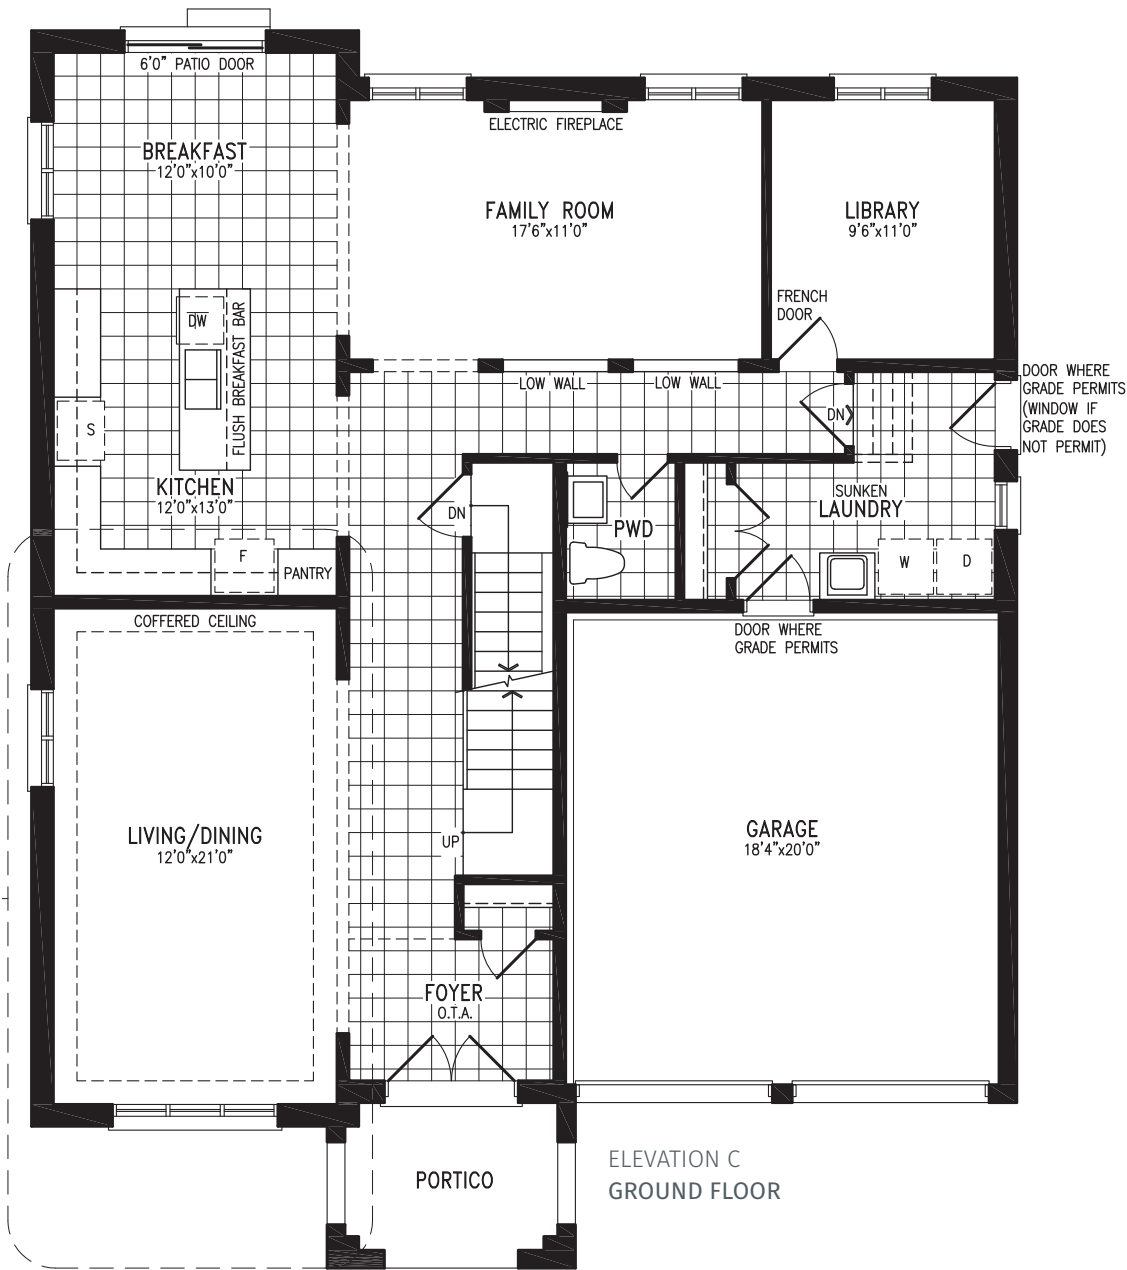 6'0" PATIO DOOR
BREAKFAST
12'0"x10'0"
ELECTRIC FIREPLACE
FAMILY ROOM
17'6"x11'0"
LIBRARY
9'6"x11'0"
FRENCH
DOOR
DW
FLUSH BREAKFAST BAR
S
KITCHEN
12'0"x13'0"
F
PANTRY
LOW WALL
LOW WALL
DN
DOOR WHERE
GRADE PERMITS
(WINDOW IF
GRADE DOES
NOT PERMIT)
DN
PWD
SUNKEN
LAUNDRY
W
D
DOOR WHERE
GRADE PERMITS
COFFERED CEILING
LIVING/DINING
12'0"x21'0"
UP
GARAGE
18'4"x20'0"
FOYER
O.T.A.
PORTICO
ELEVATION C
GROUND FLOOR